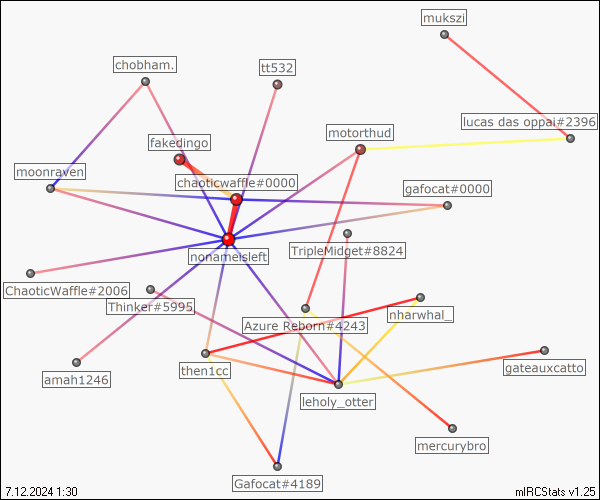 mukszi
chobham.
tt532
lucas das oppai#2396
motorthud
fakedingo
moonraven
chaoticwaffle#0000
gafocat#0000
nonameisleft
TripleMidget#8824
ChaoticWaffle#2006
Thinker#5995
nharwhal_
Azure Reborn#4243
then1cc
gateauxcatto
amah1246
leholy_otter
mercurybro
Gafocat#4189
7.12.2024 1:30
mIRCStats v1.25